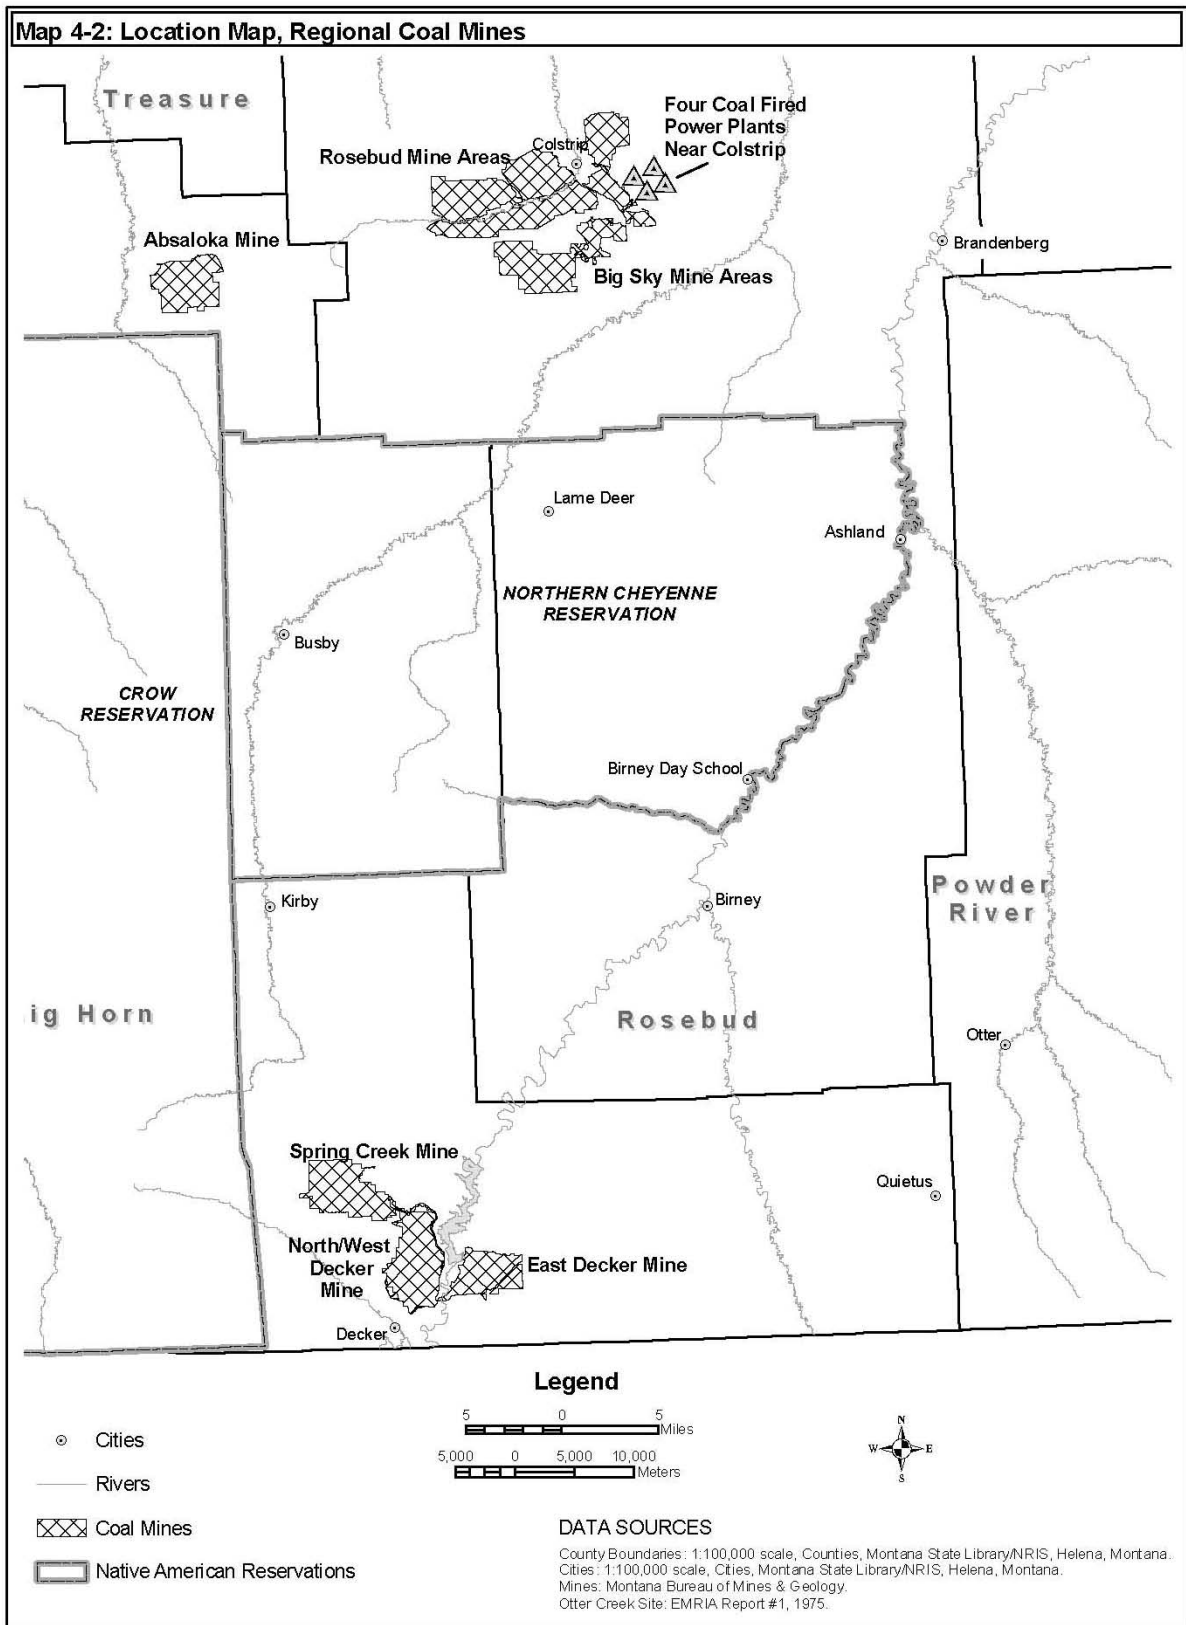 Map 4-2: Location Map, Regional Coal Mines
Treasure
Four Coal Fired
Power Plants
Near Colstrip
Colstrip
Rosebud Mine Areas
Absaloka Mine
Brandenberg
Big Sky Mine Areas
Lame Deer
Ashland
NORTHERN CHEYENNE
RESERVATION
Busby
CROW
RESERVATION
Birney Day School
Kirby
Birney
Powder
River
ig Horn
Rosebud
Otter
Spring Creek Mine
Quietus
North/West
Decker
Mine
East Decker Mine
Decker
Legend
5 0 5
Miles
5,000 0 5,000 10,000
Meters
N
W E
S
Cities
Rivers
Coal Mines
Native American Reservations
DATA SOURCES
County Boundaries: 1:100,000 scale, Counties, Montana State Library/NRIS, Helena, Montana.
Cities: 1:100,000 scale, Cities, Montana State Library/NRIS, Helena, Montana.
Mines: Montana Bureau of Mines & Geology.
Otter Creek Site: EMRIA Report #1, 1975.